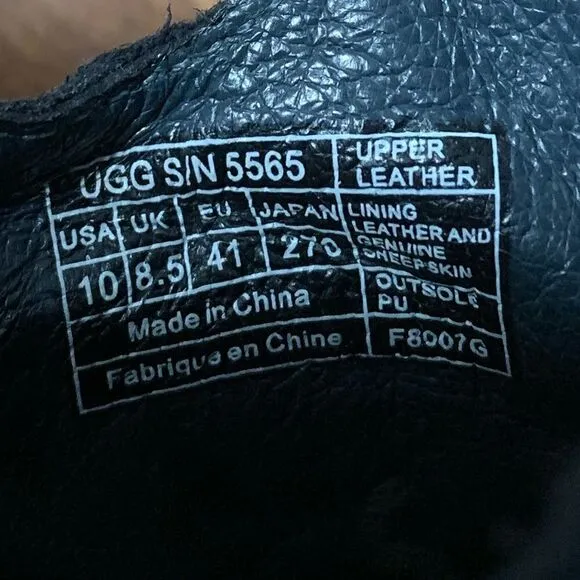 UGG S/N 5565
USA UK EU JAPAN
10 8.5 41 270
Made in China
Fabrique en Chine
UPPER
LEATHER
LINING
LEATHER AND
GENUINE
SHEEPSKIN
OUTSOLE
PU
F8007G